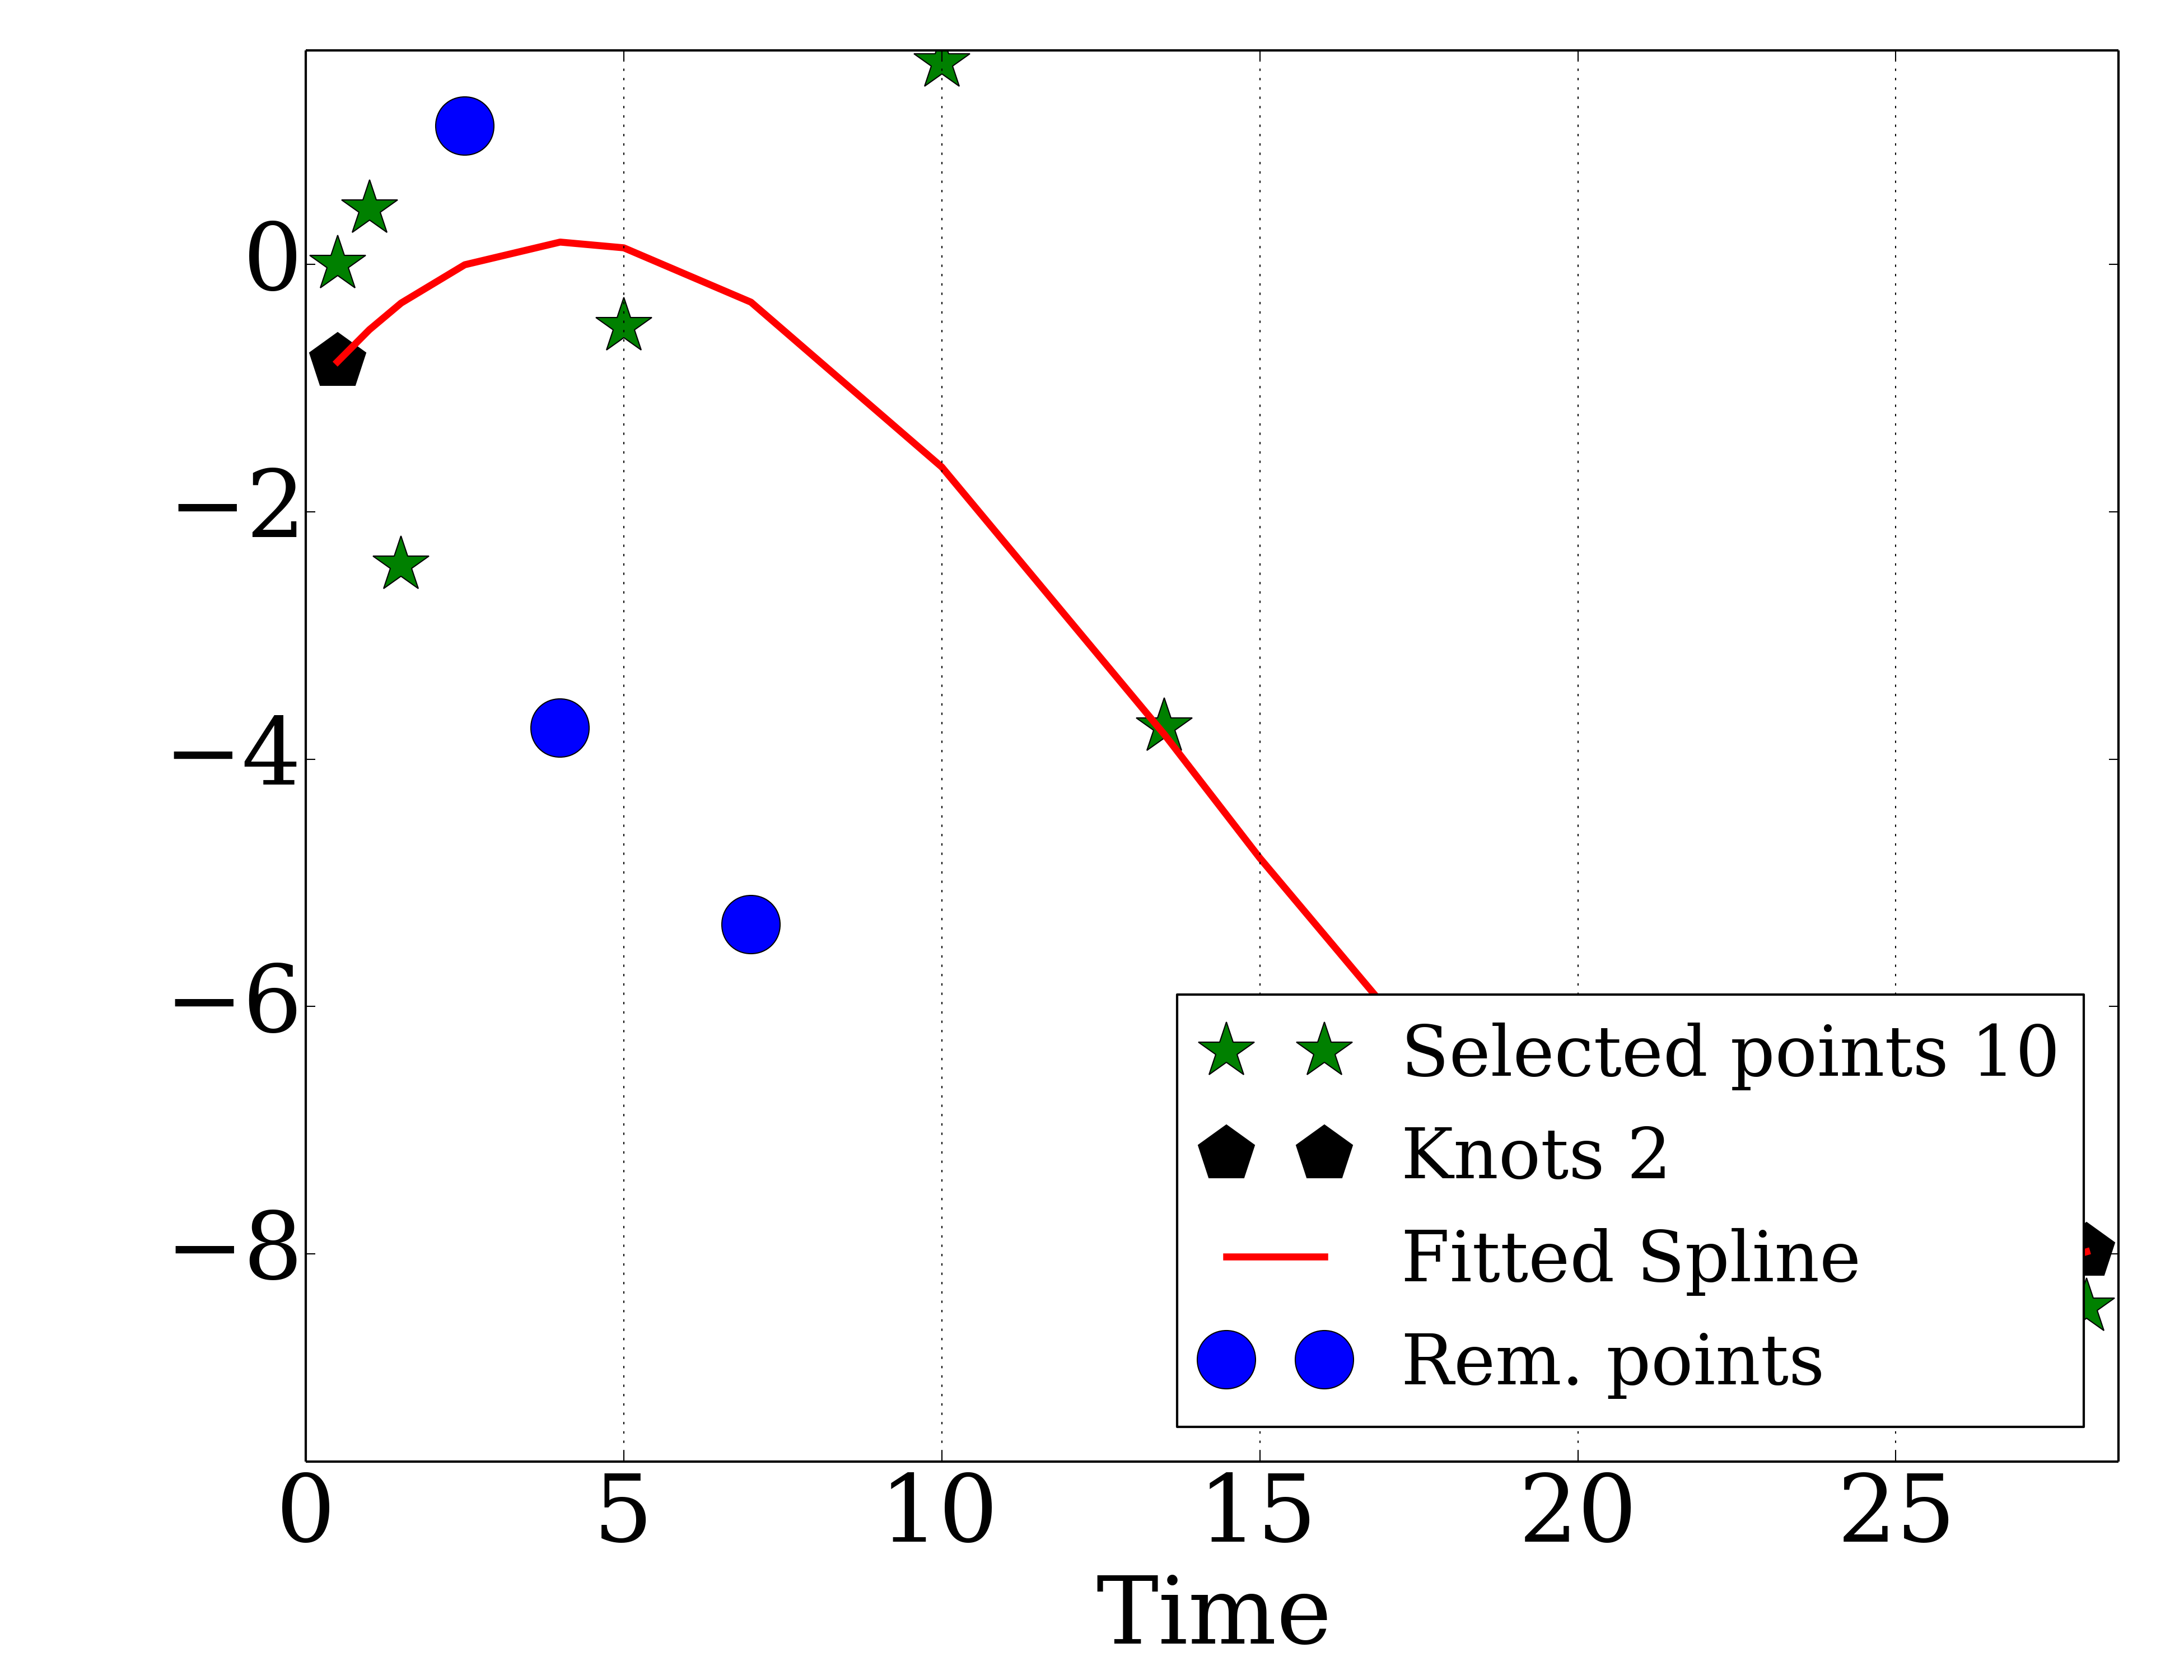 0
−2
−4
−6
−8
Selected points 10
Knots 2
Fitted Spline
Rem. points
0 5 10 15 20 25
Time